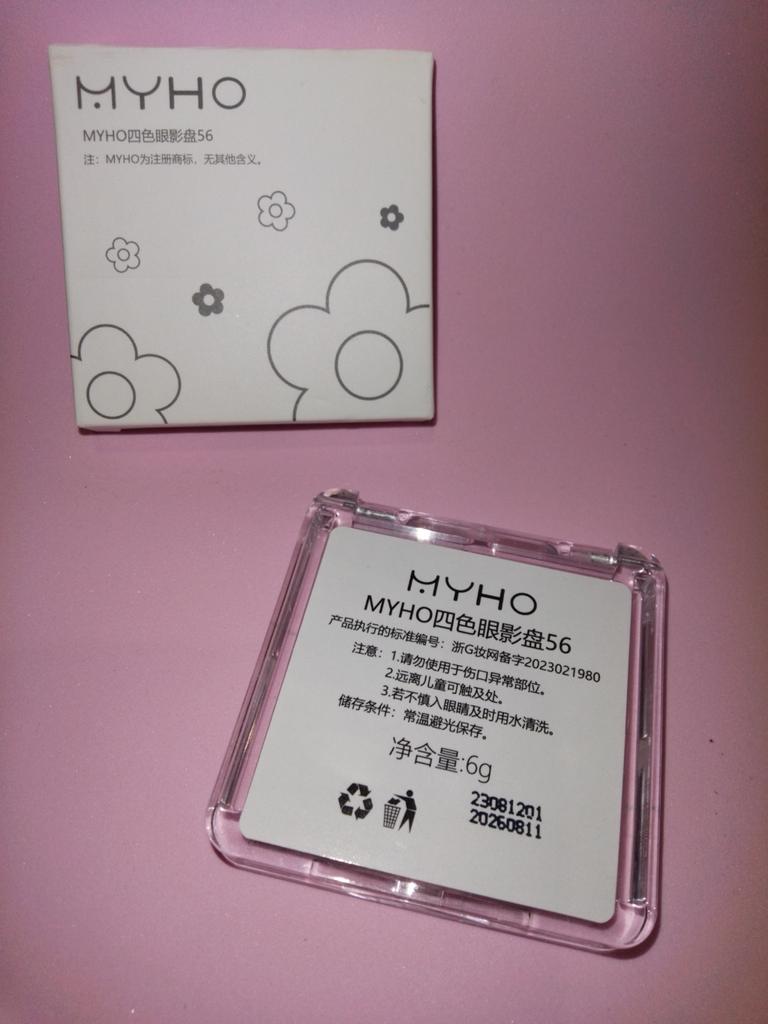 MYHO
MYHO四色眼影盘56
注：MYHO为注册商标，无其他含义。
MYHO
MYHO四色眼影盘56
产品执行的标准编号：浙G妆网备字2023021980
注意：1.请勿使用于伤口异常部位。
2.远离儿童可触及处。
3.若不慎入眼睛及时用水清洗。
储存条件：常温避光保存。
净含量:6g
23081201
20260811